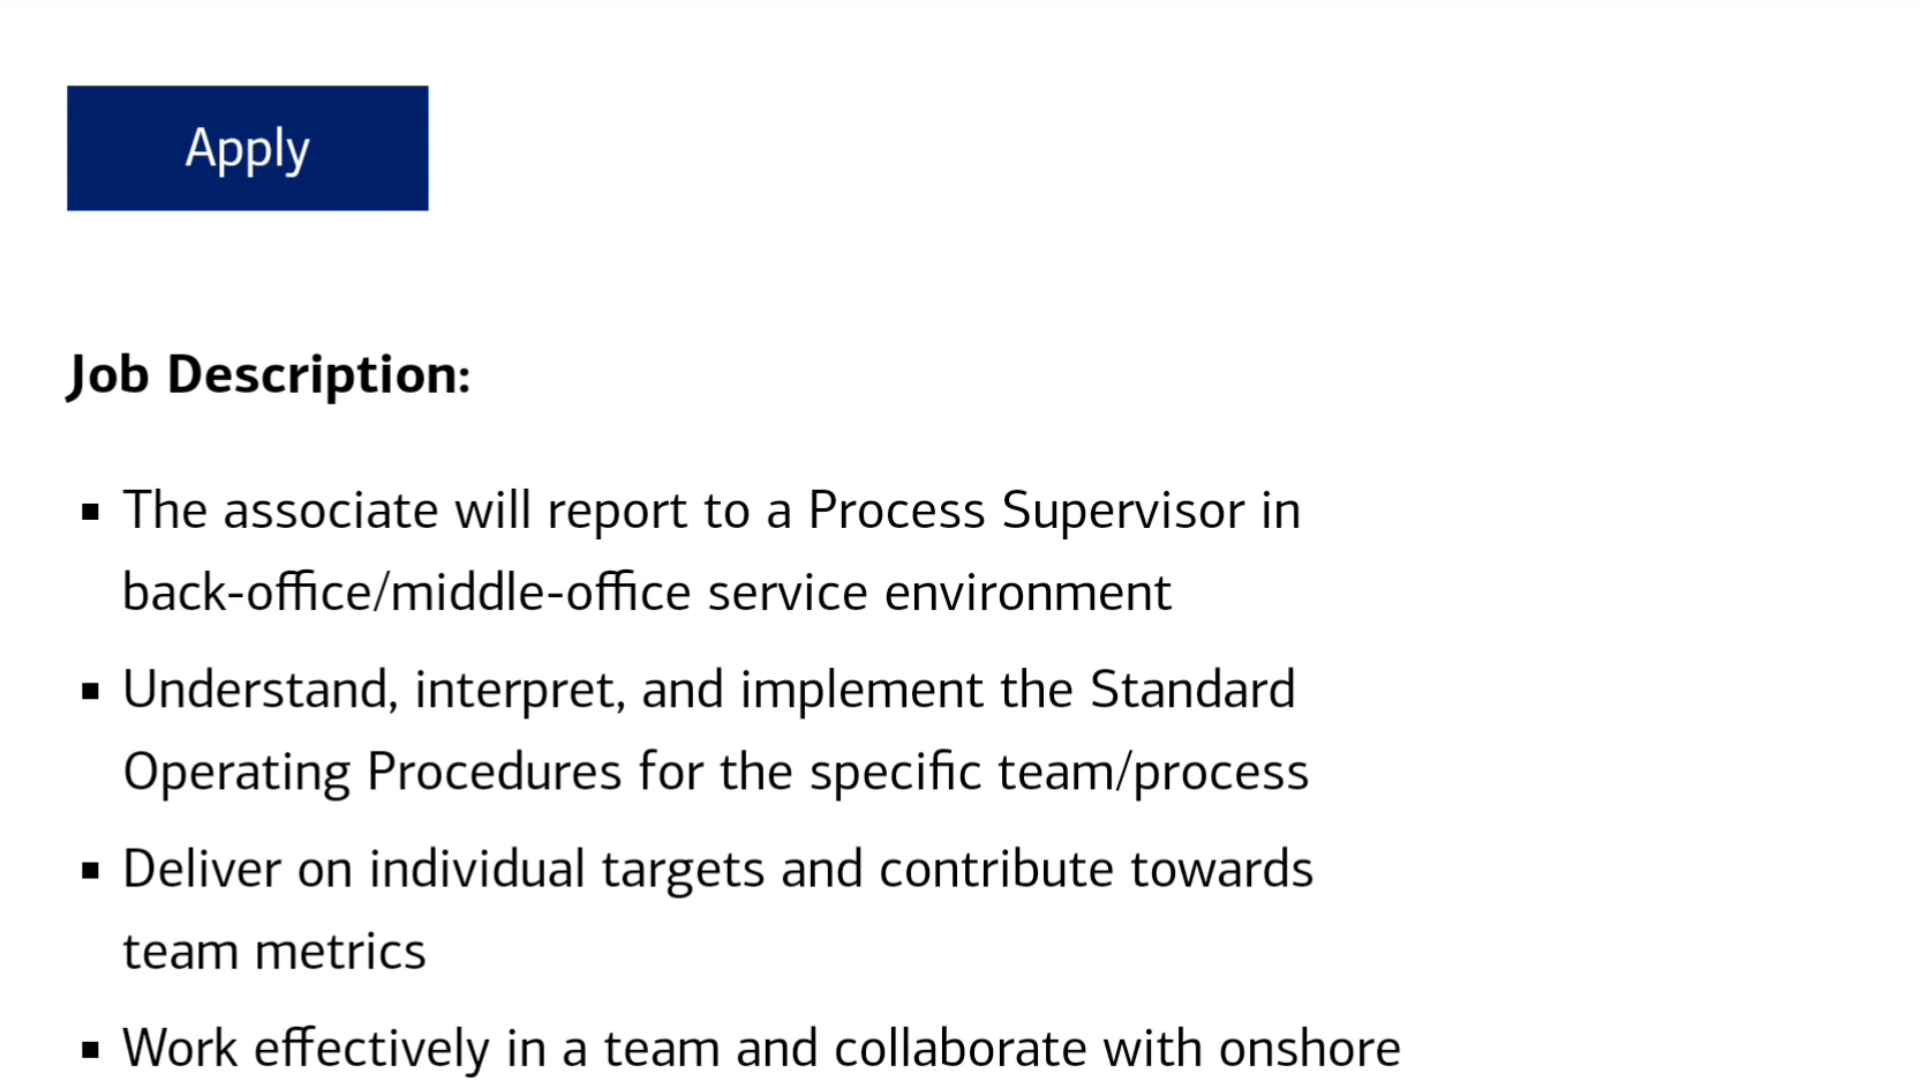 Apply
Job Description:
▪ The associate will report to a Process Supervisor in
back-office/middle-office service environment
▪ Understand, interpret, and implement the Standard
Operating Procedures for the specific team/process
▪ Deliver on individual targets and contribute towards
team metrics
▪ Work effectively in a team and collaborate with onshore